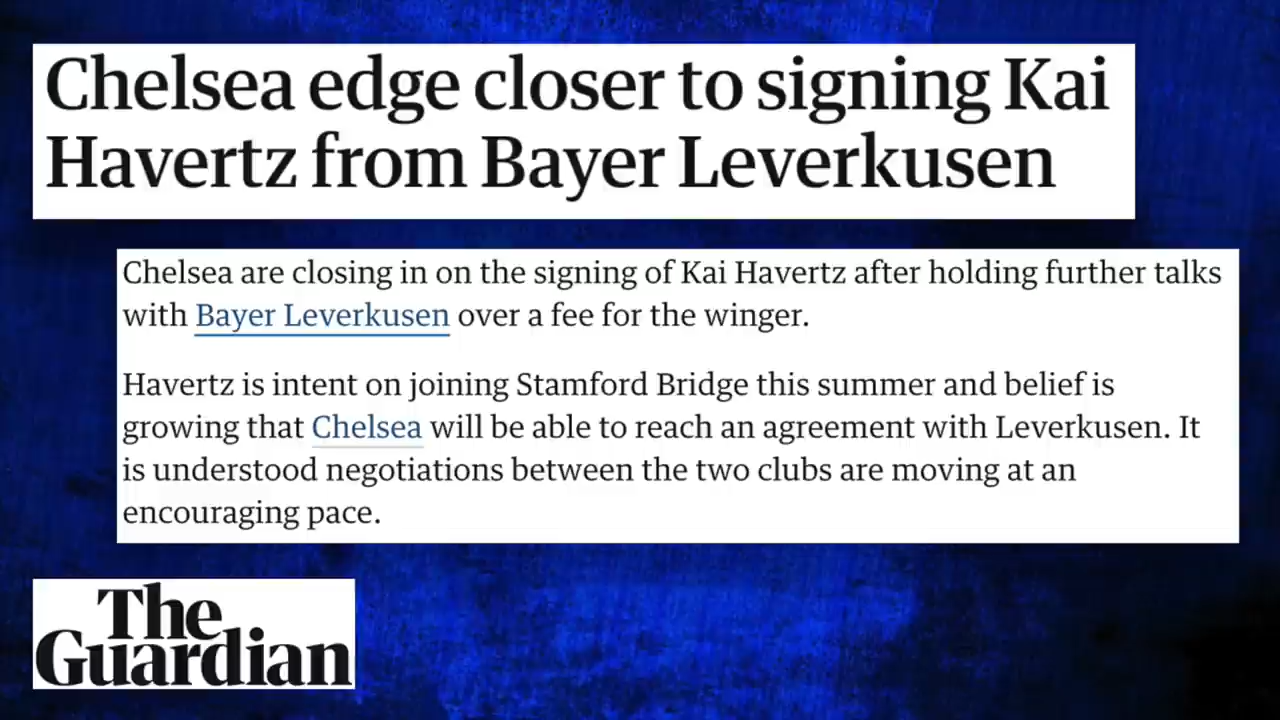 Chelsea edge closer to signing Kai
Havertz from Bayer Leverkusen
Chelsea are closing in on the signing of Kai Havertz after holding further talks
with Bayer Leverkusen over a fee for the winger.
Havertz is intent on joining Stamford Bridge this summer and belief is
growing that Chelsea will be able to reach an agreement with Leverkusen. It
is understood negotiations between the two clubs are moving at an
encouraging pace.
The
Guardian